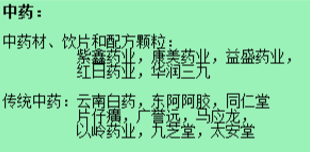 中药：
中药材、饮片和配方颗粒：
紫鑫药业，康美药业，益盛药业，
红日药业，华润三九
传统中药：云南白药，东阿阿胶，同仁堂
片仔癀，广誉远，马应龙，
以岭药业，九芝堂，太安堂